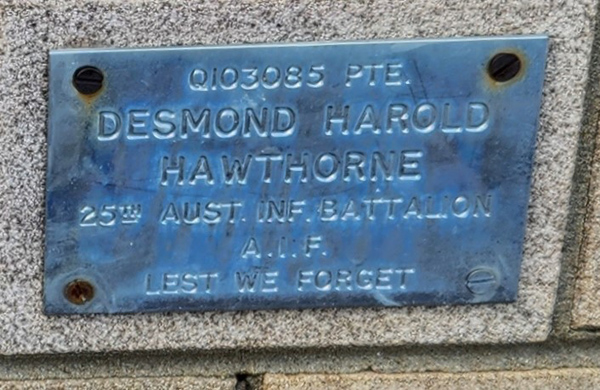 Q103085 PTE.
DESMOND HAROLD
HAWTHORNE
25TH AUST. INF. BATTALION
A.I.F.
LEST WE FORGET